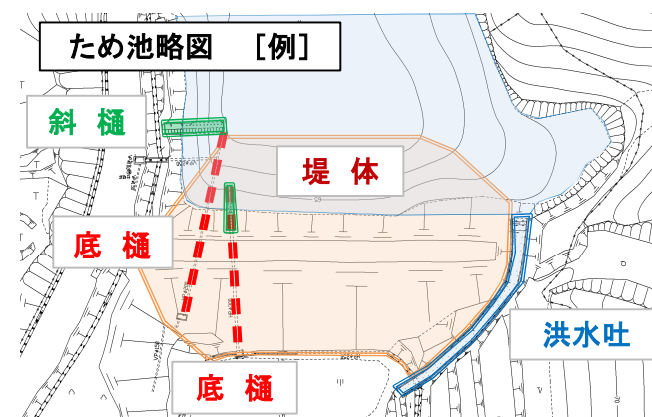 ため池略図 ［例］
斜 樋
堤 体
底 樋
洪水吐
底 樋